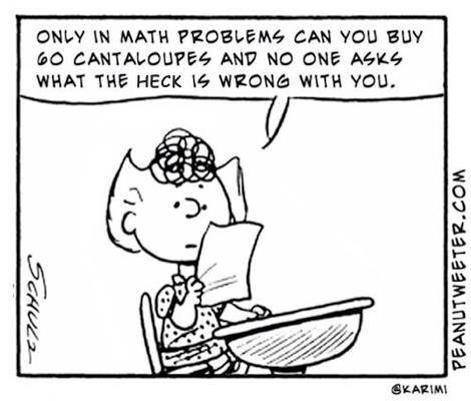 ONLY IN MATH PROBLEMS CAN YOU BUY
60 CANTALOUPES AND NO ONE ASKS
WHAT THE HECK IS WRONG WITH YOU.
SCHULZ
PEANUTWEETER.COM
@KARIMI